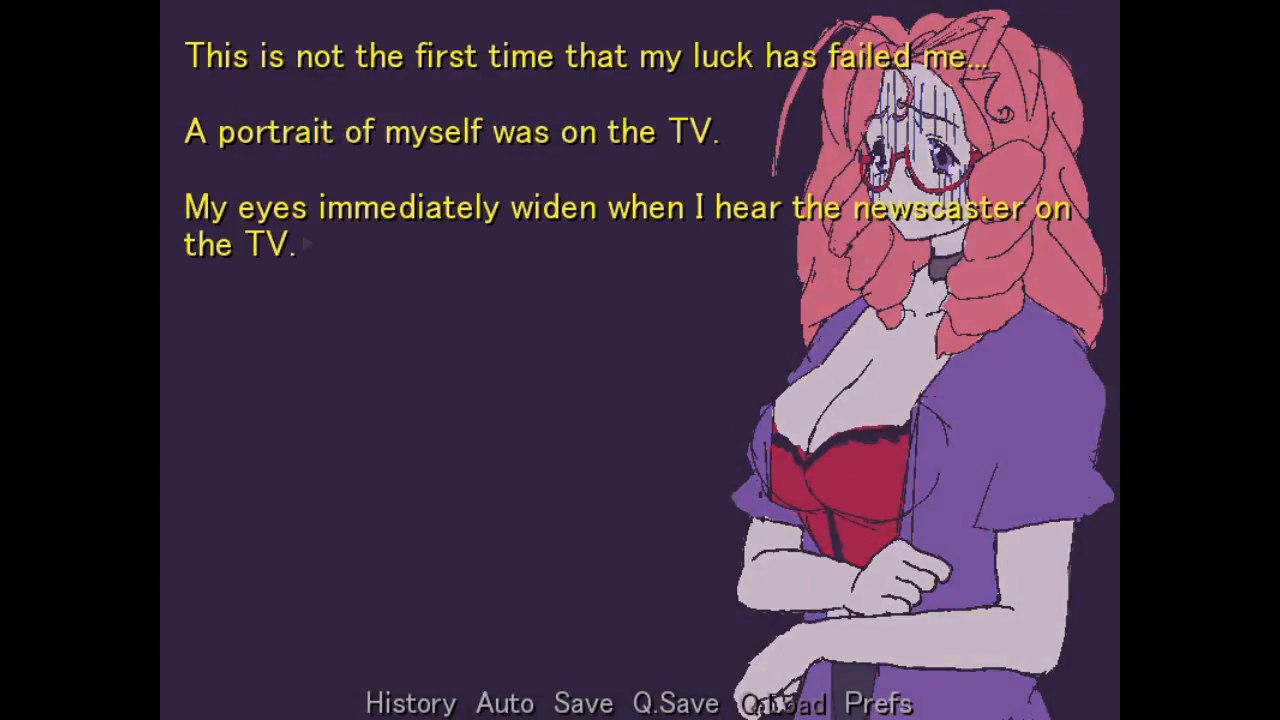 This is not the first time that my luck has failed me...
A portrait of myself was on the TV.
My eyes immediately widen when I hear the newscaster on
the TV.
History Auto Save Q.Save Q.Load Prefs